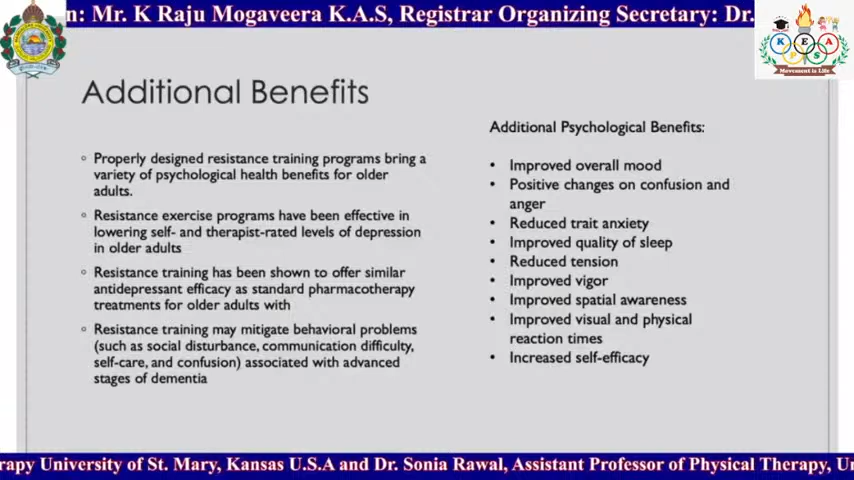 n: Mr. K Raju Mogaveera K.A.S, Registrar Organizing Secretary: Dr.
K E A
P S
Movement is Life
Additional Benefits
Properly designed resistance training programs bring a
variety of psychological health benefits for older
adults.
Resistance exercise programs have been effective in
lowering self- and therapist-rated levels of depression
in older adults
Resistance training has been shown to offer similar
antidepressant efficacy as standard pharmacotherapy
treatments for older adults with
Resistance training may mitigate behavioral problems
(such as social disturbance, communication difficulty,
self-care, and confusion) associated with advanced
stages of dementia
Additional Psychological Benefits:
• Improved overall mood
• Positive changes on confusion and
anger
• Reduced trait anxiety
• Improved quality of sleep
• Reduced tension
• Improved vigor
• Improved spatial awareness
• Improved visual and physical
reaction times
• Increased self-efficacy
rapy University of St. Mary, Kansas U.S.A and Dr. Sonia Rawal, Assistant Professor of Physical Therapy, Un